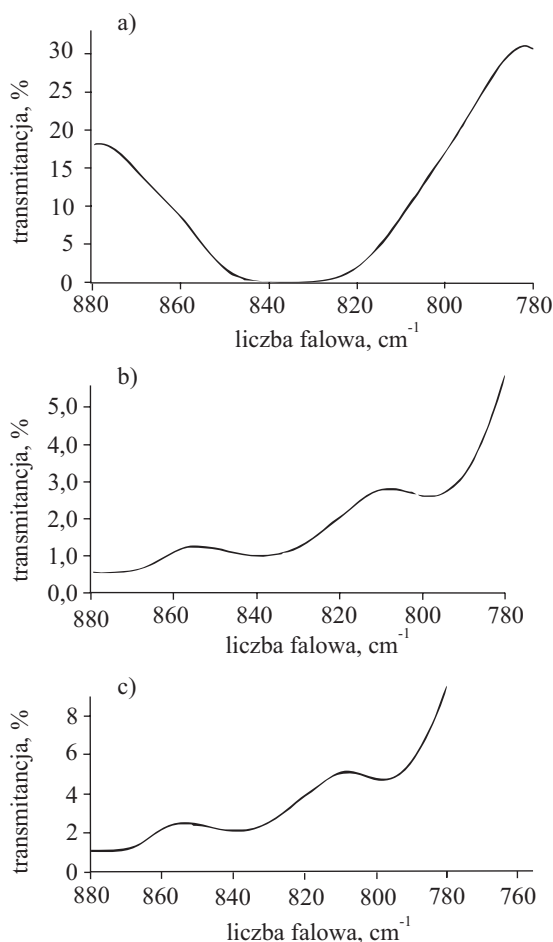 a)
transmitancja, %
30
25
20
15
10
5
0
880 860 840 820 800 780
liczba falowa, cm-1
b)
transmitancja, %
5,0
4,0
3,0
2,0
1,0
0,0
880 860 840 820 800 780
liczba falowa, cm-1
c)
transmitancja, %
8
6
4
2
0
880 860 840 820 800 780 760
liczba falowa, cm-1